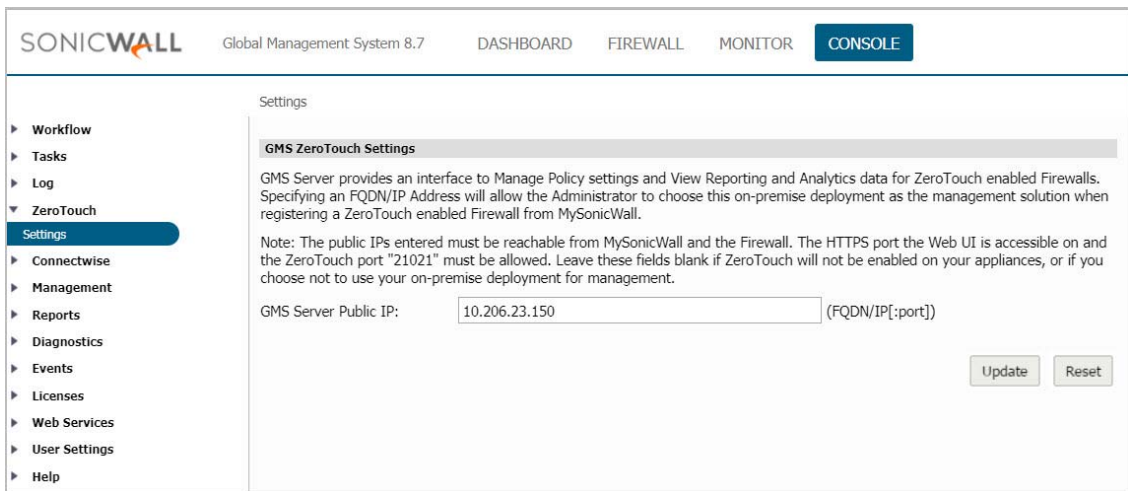 SONICWALL
Global Management System 8.7
DASHBOARD
FIREWALL
MONITOR
CONSOLE
Workflow
Tasks
Log
ZeroTouch
Settings
Connectwise
Management
Reports
Diagnostics
Events
Licenses
Web Services
User Settings
Help
Settings
GMS ZeroTouch Settings
GMS Server provides an interface to Manage Policy settings and View Reporting and Analytics data for ZeroTouch enabled Firewalls.
Specifying an FQDN/IP Address will allow the Administrator to choose this on-premise deployment as the management solution when
registering a ZeroTouch enabled Firewall from MySonicWall.
Note: The public IPs entered must be reachable from MySonicWall and the Firewall. The HTTPS port the Web UI is accessible on and
the ZeroTouch port "21021" must be allowed. Leave these fields blank if ZeroTouch will not be enabled on your appliances, or if you
choose not to use your on-premise deployment for management.
GMS Server Public IP: 10.206.23.150 (FQDN/IP[:port])
Update
Reset